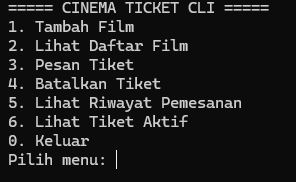 ===== CINEMA TICKET CLI =====
1. Tambah Film
2. Lihat Daftar Film
3. Pesan Tiket
4. Batalkan Tiket
5. Lihat Riwayat Pemesanan
6. Lihat Tiket Aktif
0. Keluar
Pilih menu: